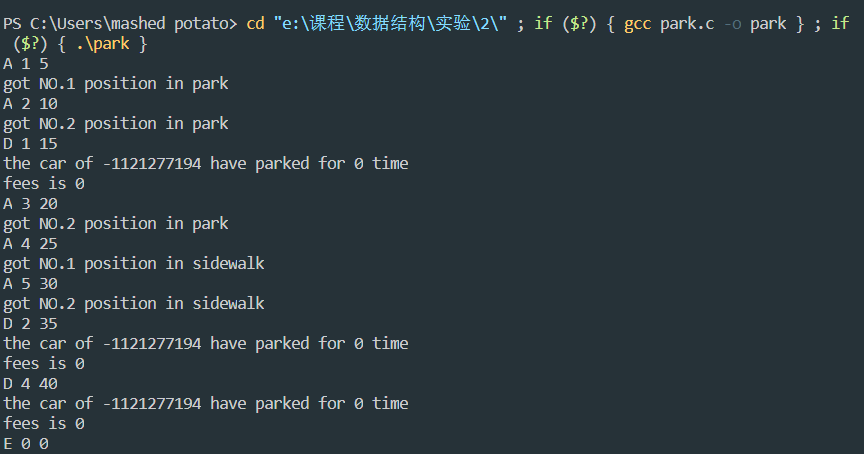 PS C:\Users\mashed potato> cd "e:\课程\数据结构\实验\2\" ; if ($?) { gcc park.c -o park } ; if
($?) { .\park }
A 1 5
got NO.1 position in park
A 2 10
got NO.2 position in park
D 1 15
the car of -1121277194 have parked for 0 time
fees is 0
A 3 20
got NO.2 position in park
A 4 25
got NO.1 position in sidewalk
A 5 30
got NO.2 position in sidewalk
D 2 35
the car of -1121277194 have parked for 0 time
fees is 0
D 4 40
the car of -1121277194 have parked for 0 time
fees is 0
E 0 0